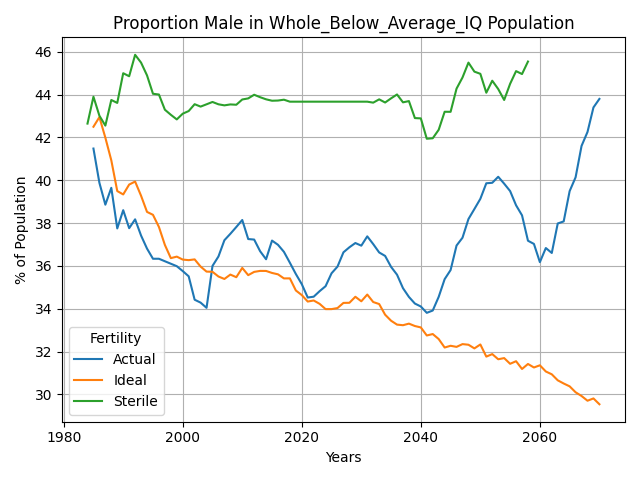 Proportion Male in Whole_Below_Average_IQ Population
% of Population
46
44
42
40
38
36
34
32
30
Fertility
Actual
Ideal
Sterile
1980
2000
2020
2040
2060
Years